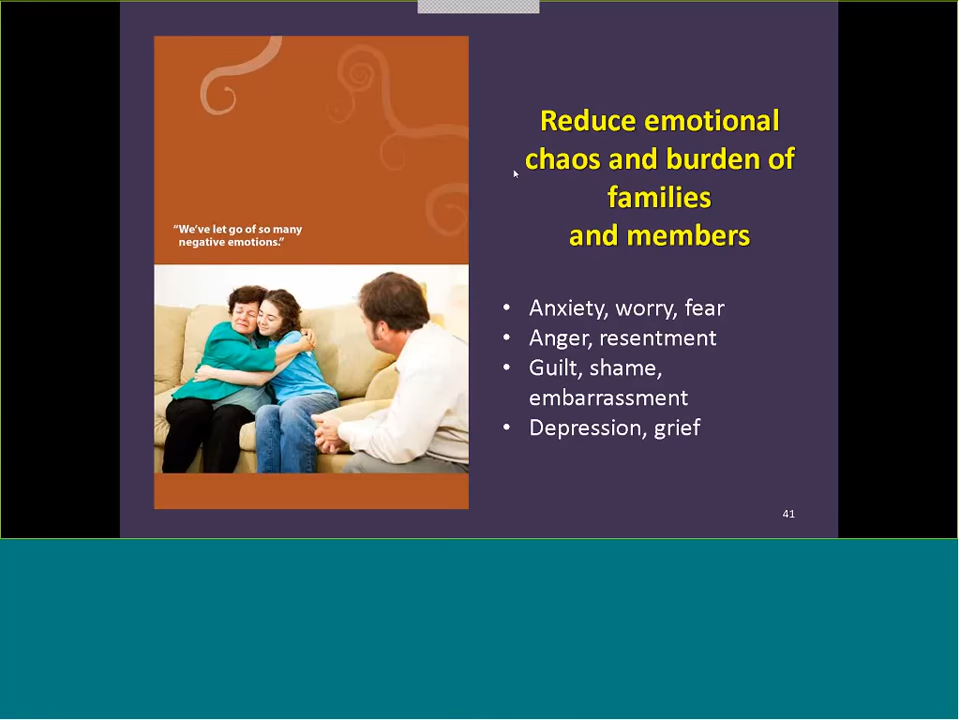 “We’ve let go of so many
negative emotions.”
Reduce emotional
chaos and burden of
families
and members
• Anxiety, worry, fear
• Anger, resentment
• Guilt, shame,
embarrassment
• Depression, grief
41